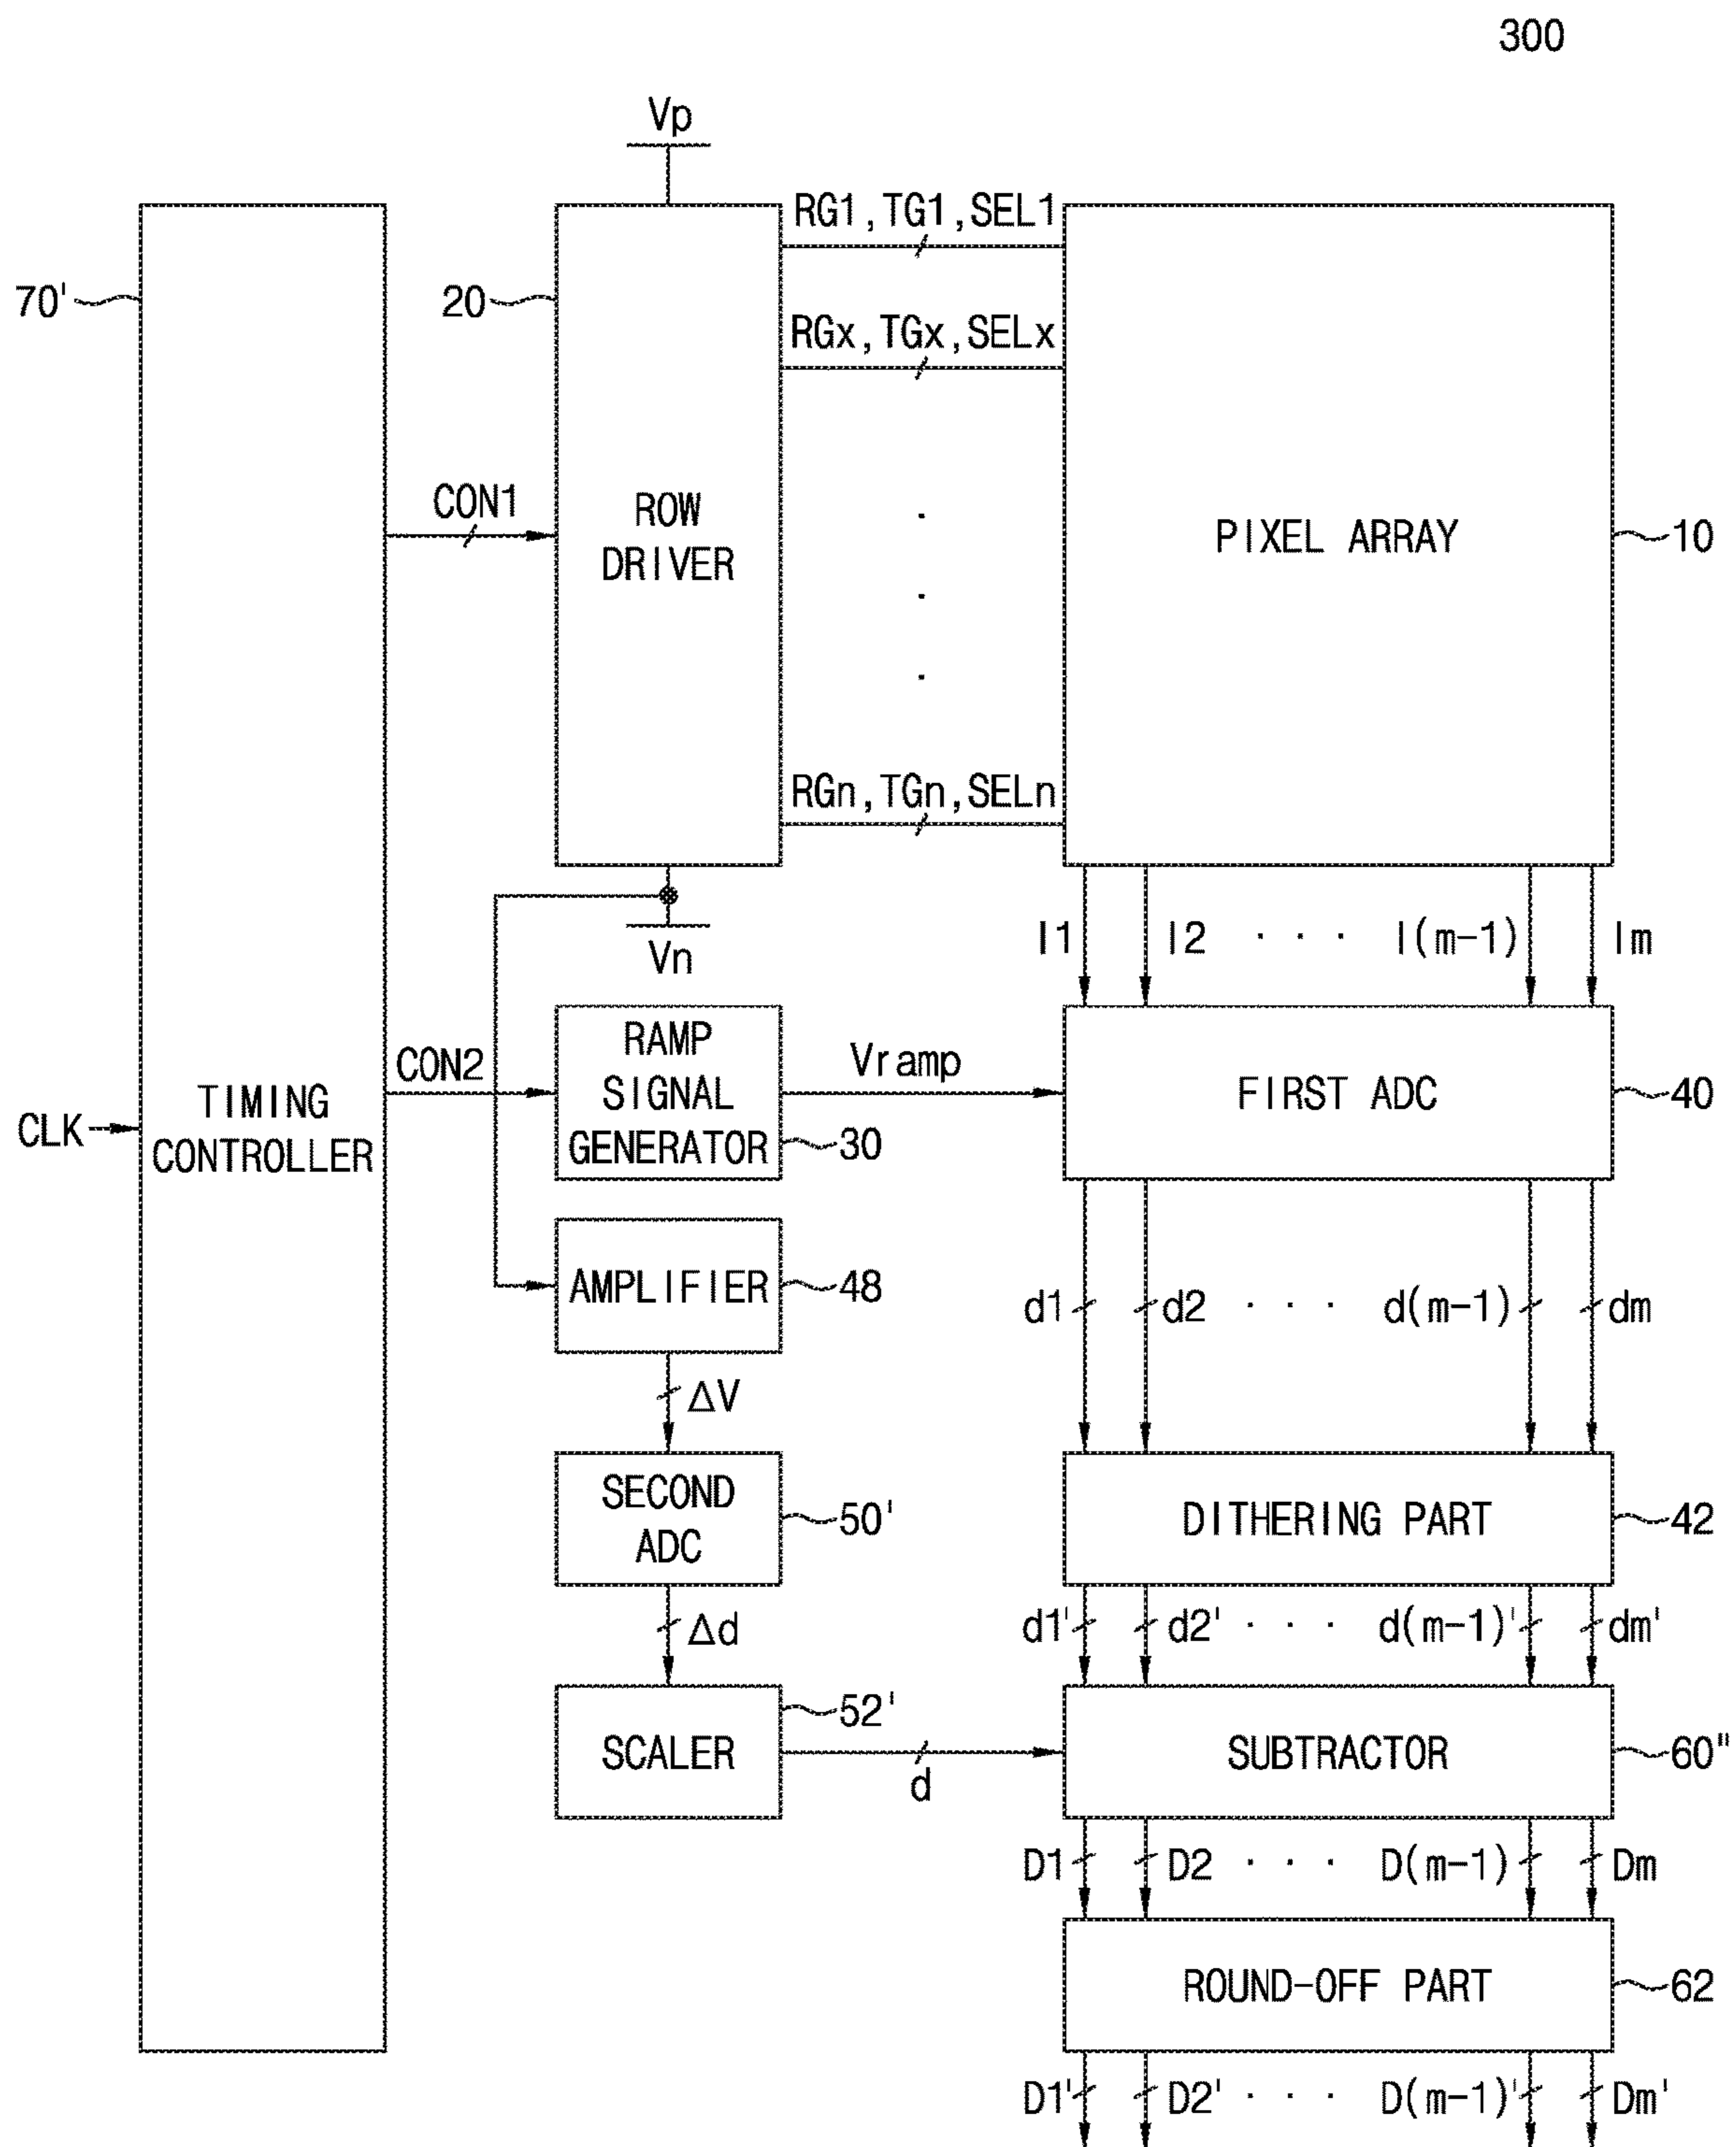 300
Vp
RG1,TG1,SEL1
70'
20
RGx,TGx,SELx
CON1
ROW
DRIVER
PIXEL ARRAY
10
RGn,TGn,SELn
Vn
I1 I2 · · · I(m-1) Im
CLK
TIMING
CONTROLLER
CON2
RAMP
SIGNAL
GENERATOR
30
Vramp
FIRST ADC
40
AMPLIFIER
48
d1 d2 · · · d(m-1) dm
ΔV
SECOND
ADC
50'
DITHERING PART
42
Δd
d1' d2' · · · d(m-1)' dm'
SCALER
52'
d
SUBTRACTOR
60"
D1 D2 · · · D(m-1) Dm
ROUND-OFF PART
62
D1' D2' · · · D(m-1)' Dm'